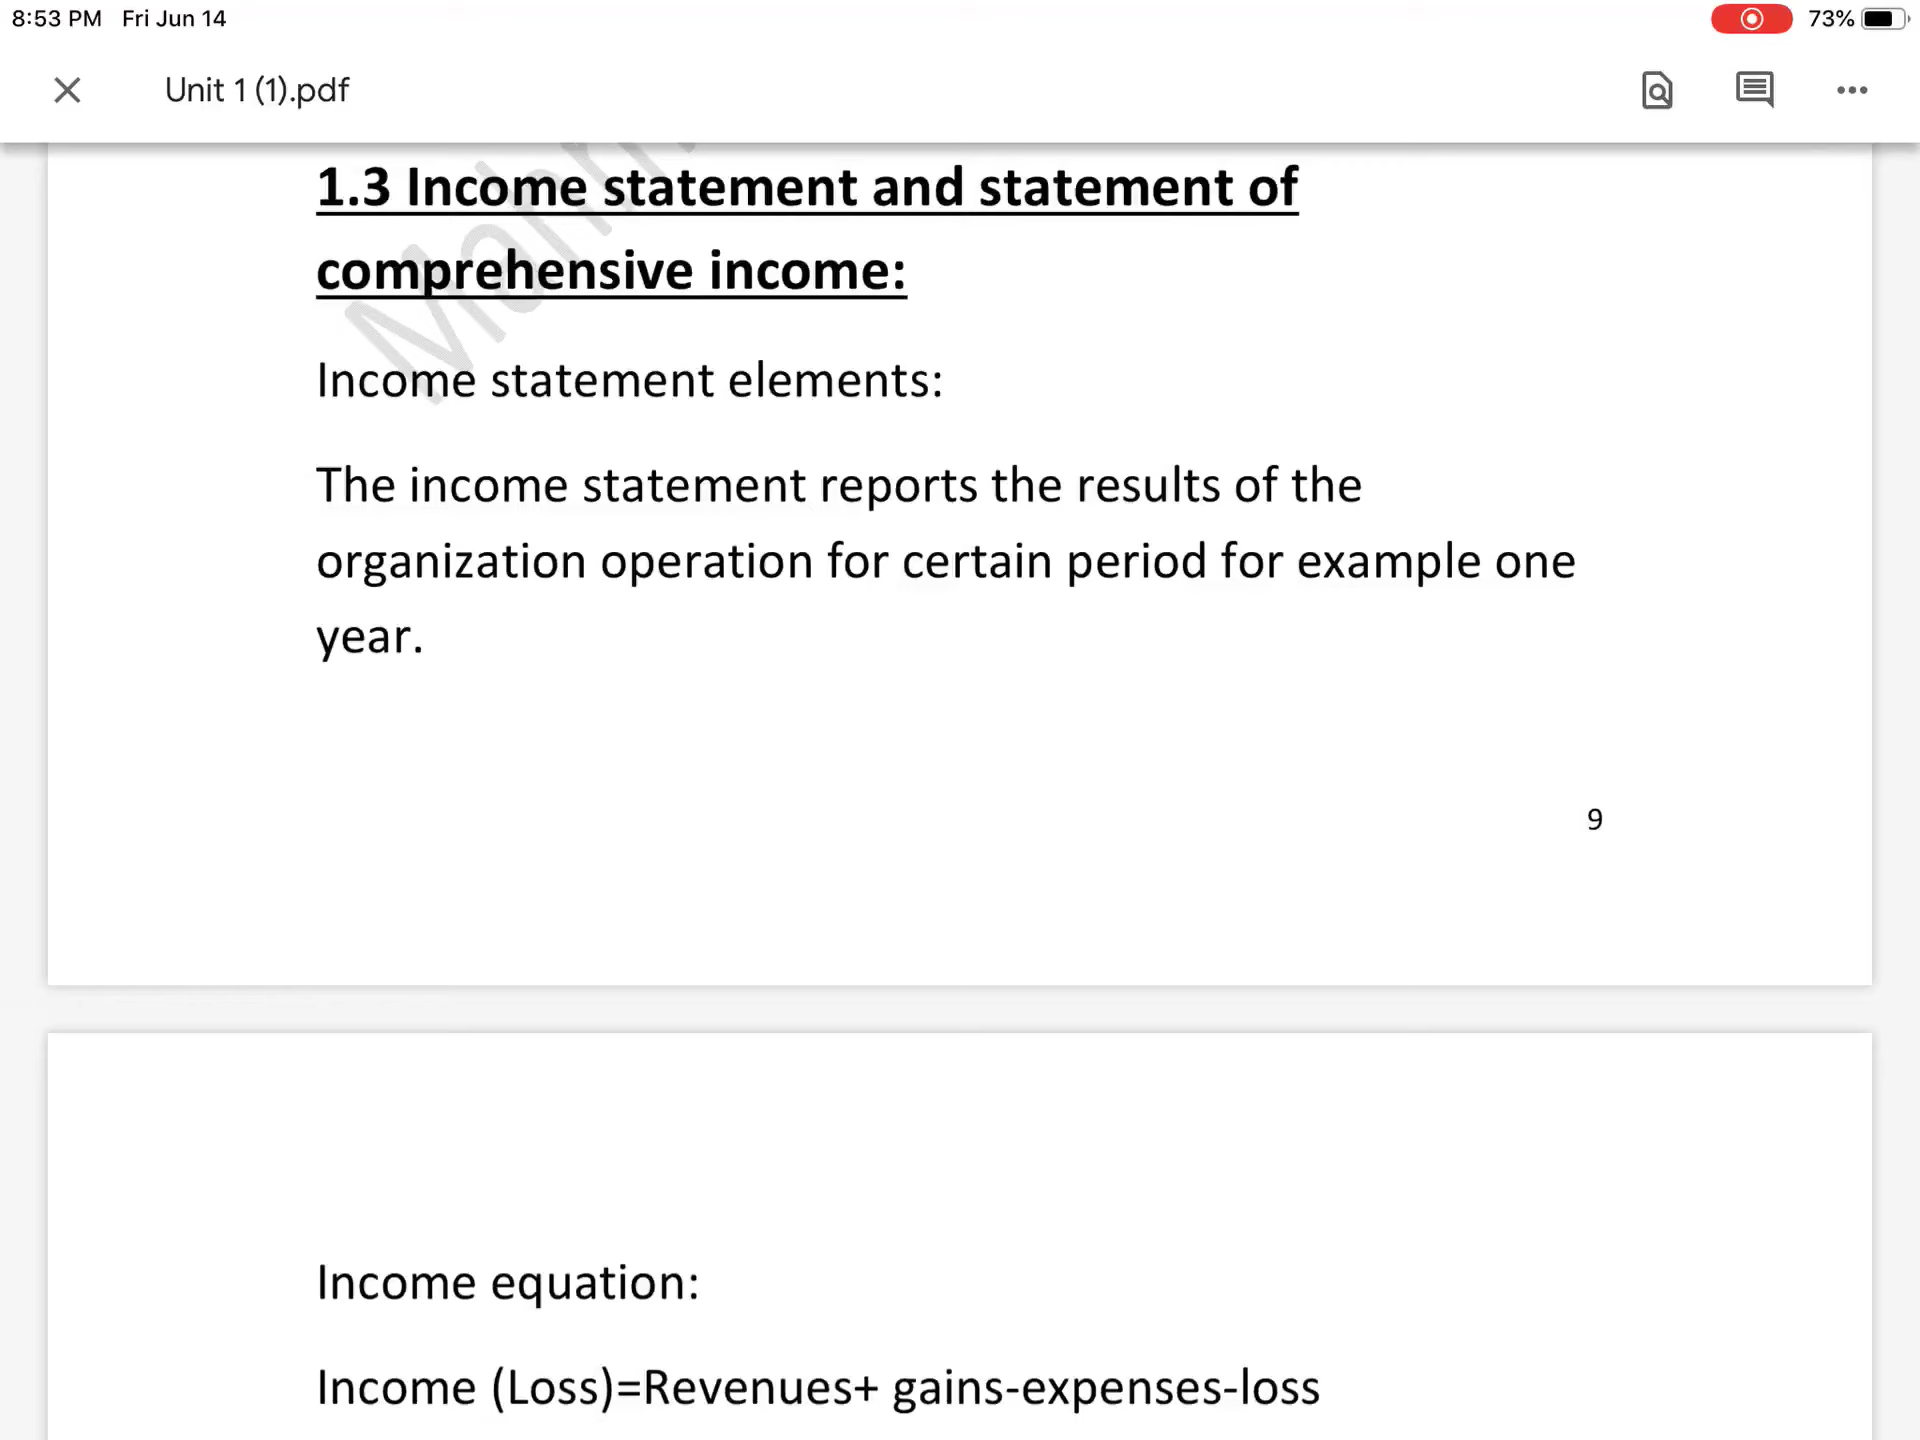 8:53 PM Fri Jun 14
73%
Unit 1 (1).pdf
1.3 Income statement and statement of
comprehensive income:
Income statement elements:
The income statement reports the results of the
organization operation for certain period for example one
year.
9
Income equation:
Income (Loss)=Revenues+ gains-expenses-loss